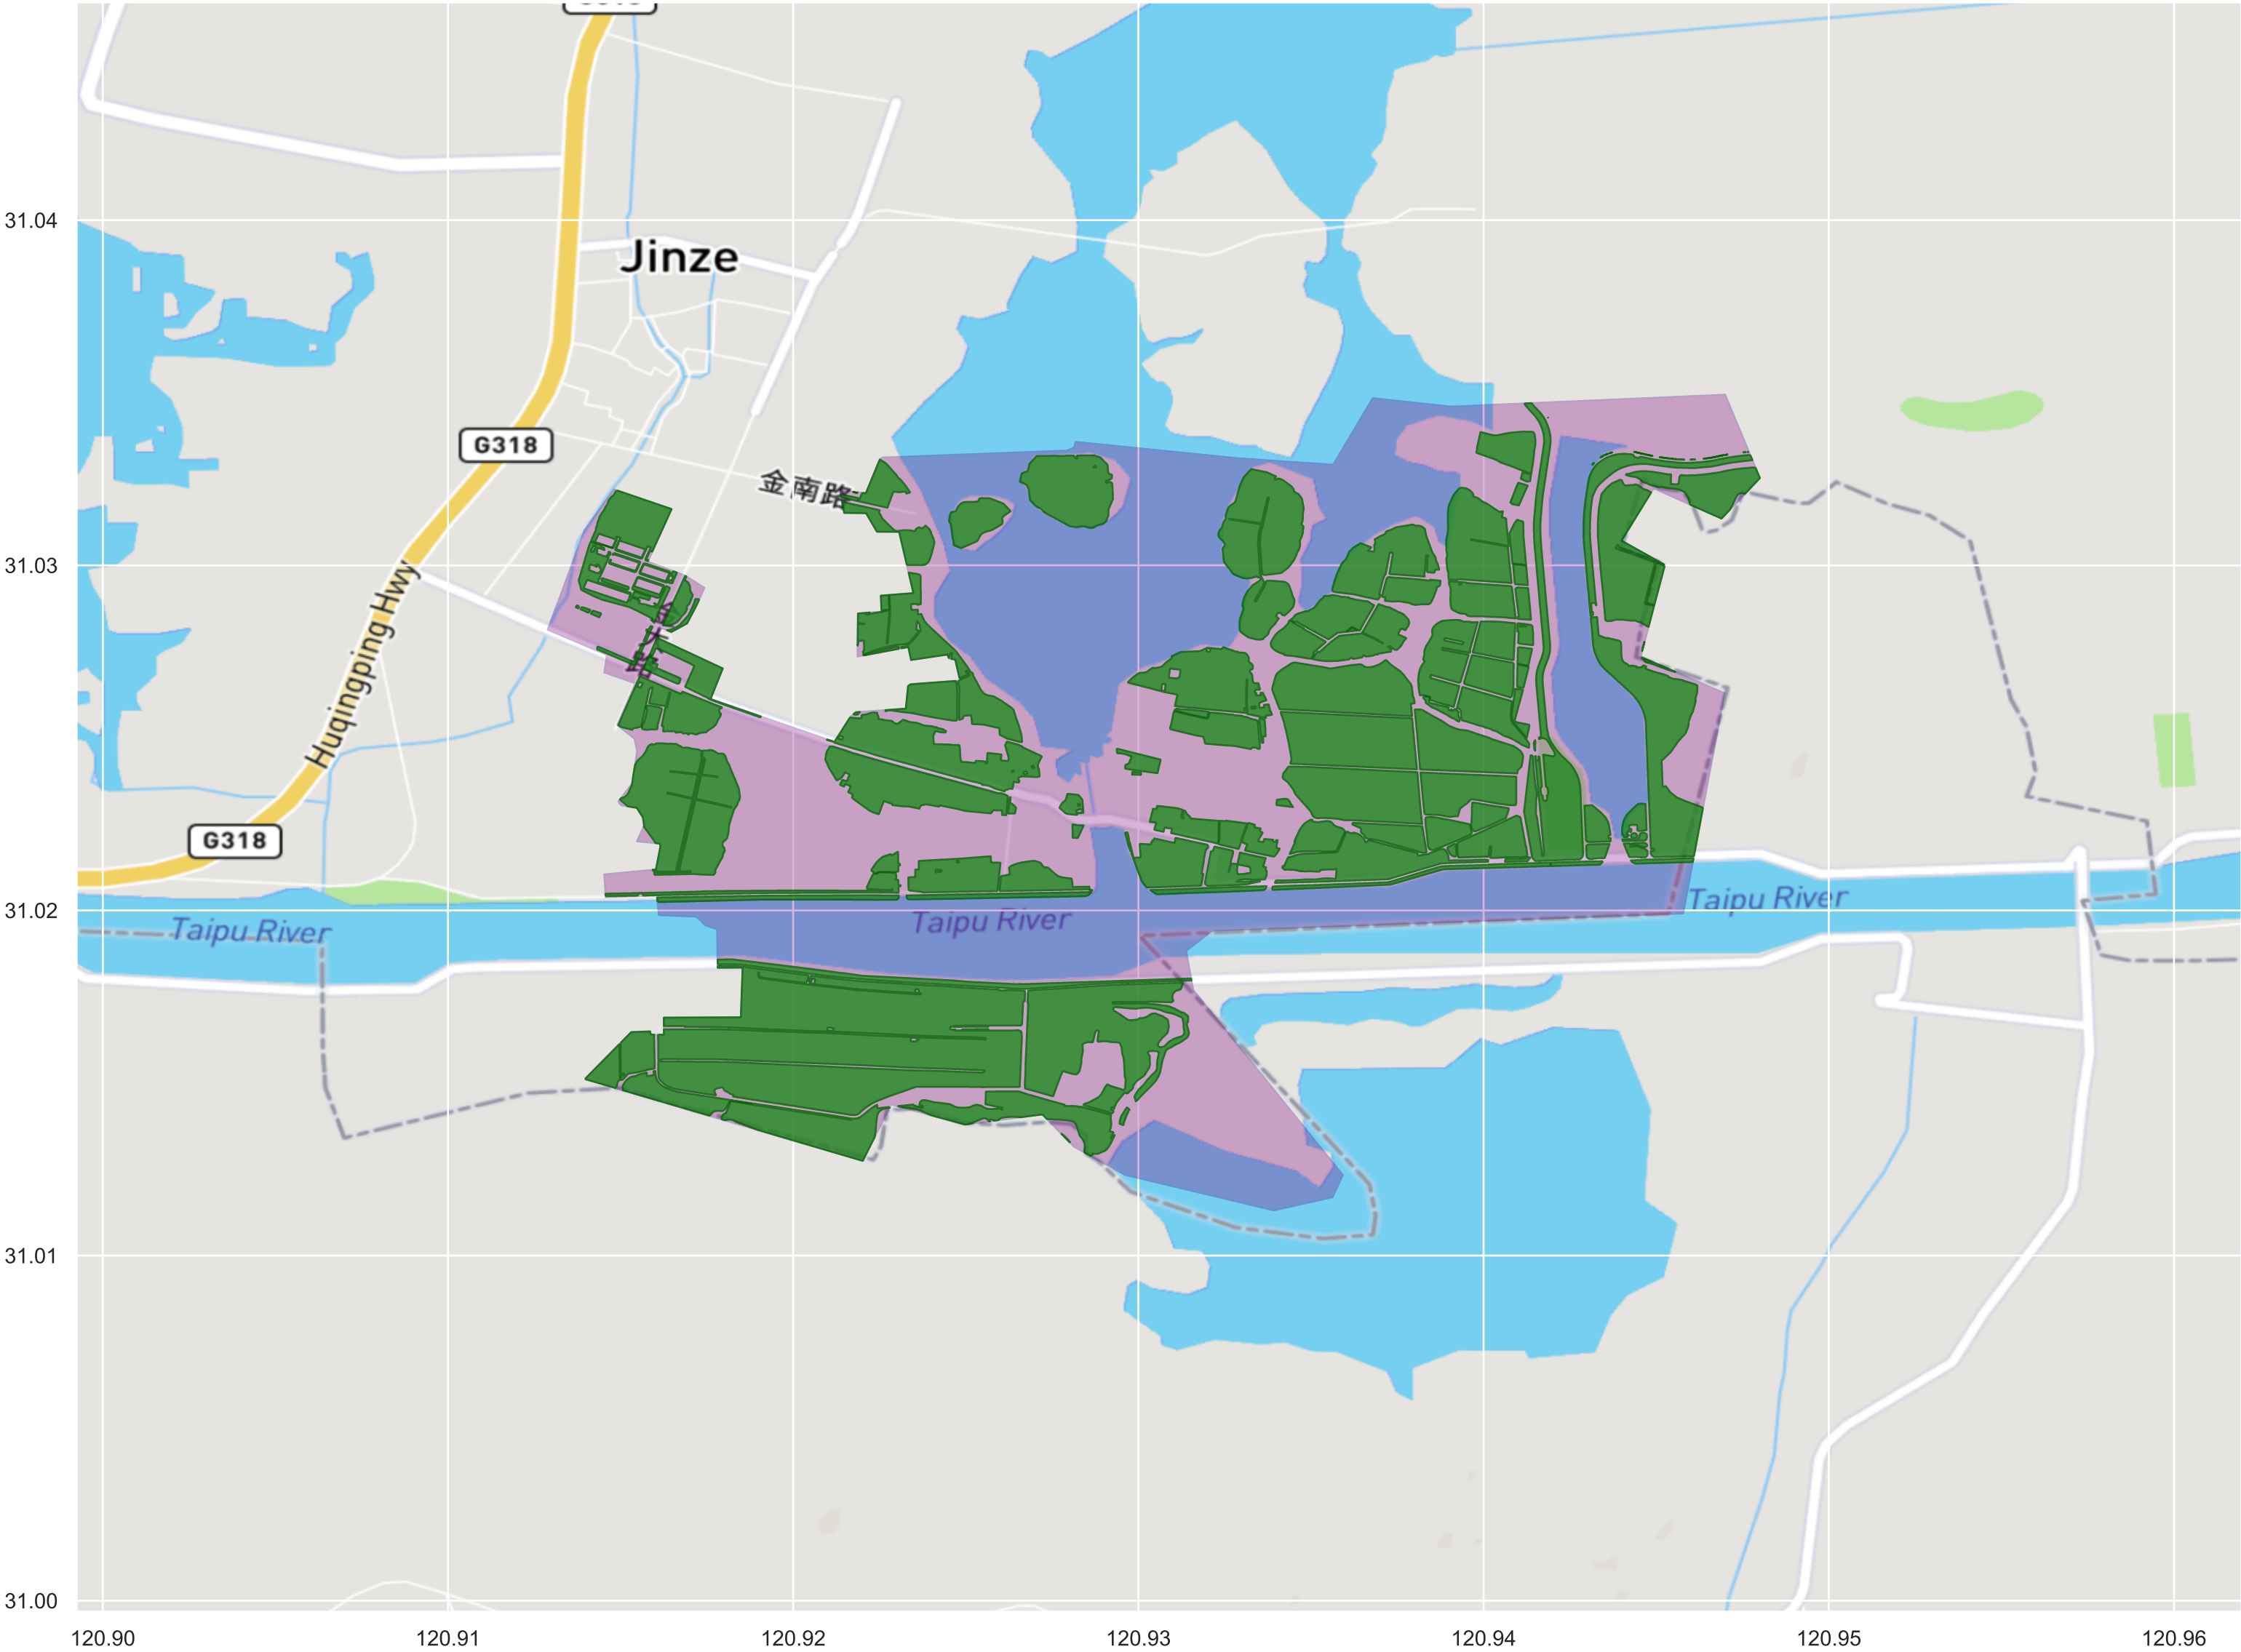 31.04
Jinze
G318
金南路
31.03
Huqingping Hwy
G318
31.02
Taipu River
Taipu River
Taipu River
31.01
31.00
120.90
120.91
120.92
120.93
120.94
120.95
120.96